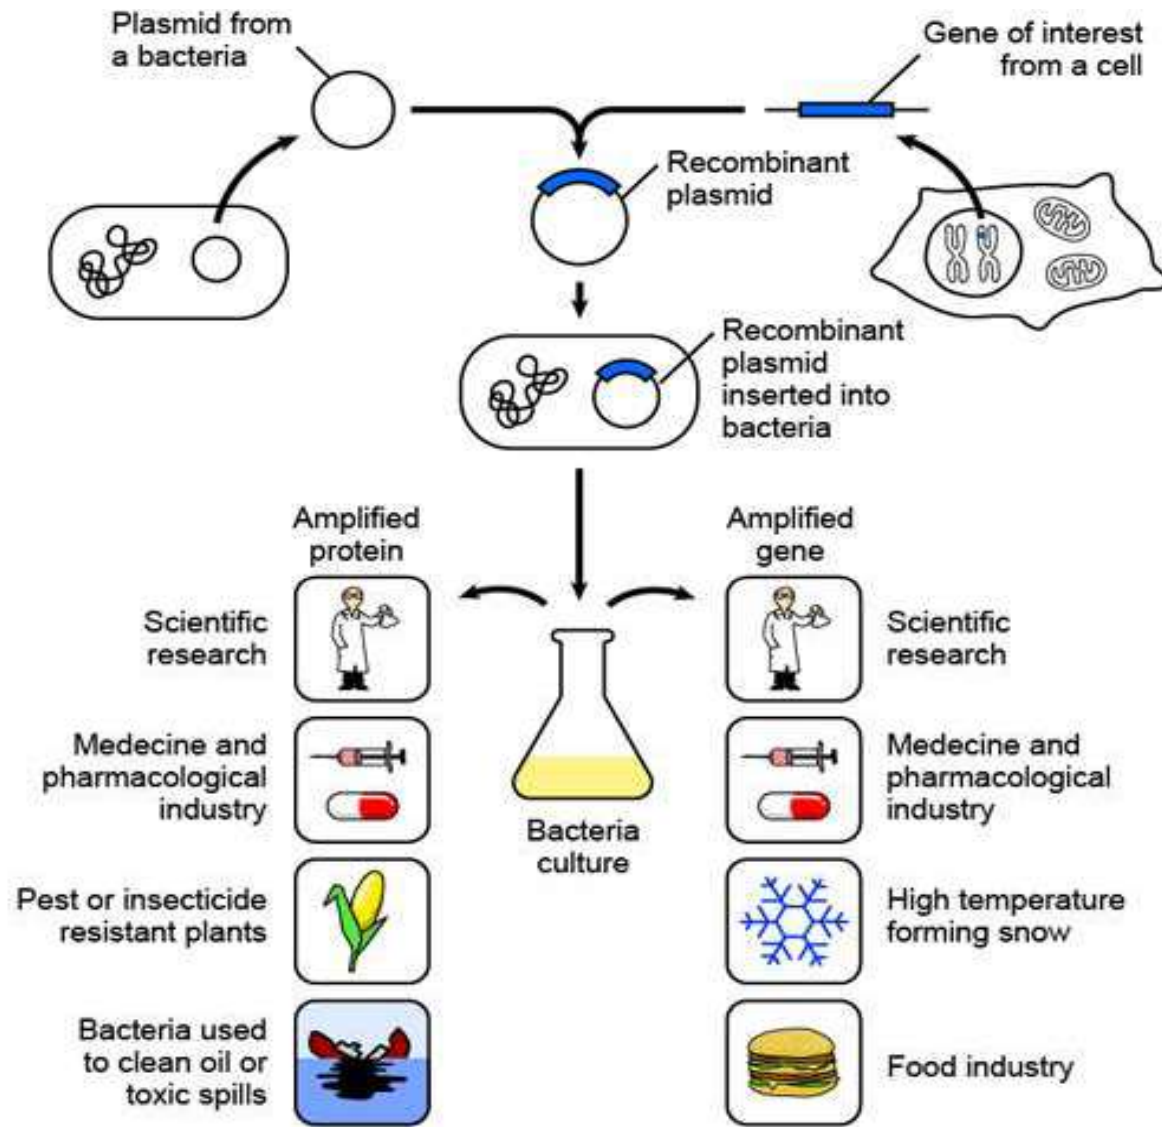 Plasmid from
a bacteria
Gene of interest
from a cell
Recombinant
plasmid
Recombinant
plasmid
inserted into
bacteria
Amplified
protein
Amplified
gene
Scientific
research
Scientific
research
Medecine and
pharmacological
industry
Medecine and
pharmacological
industry
Bacteria
culture
Pest or insecticide
resistant plants
High temperature
forming snow
Bacteria used
to clean oil or
toxic spills
Food industry